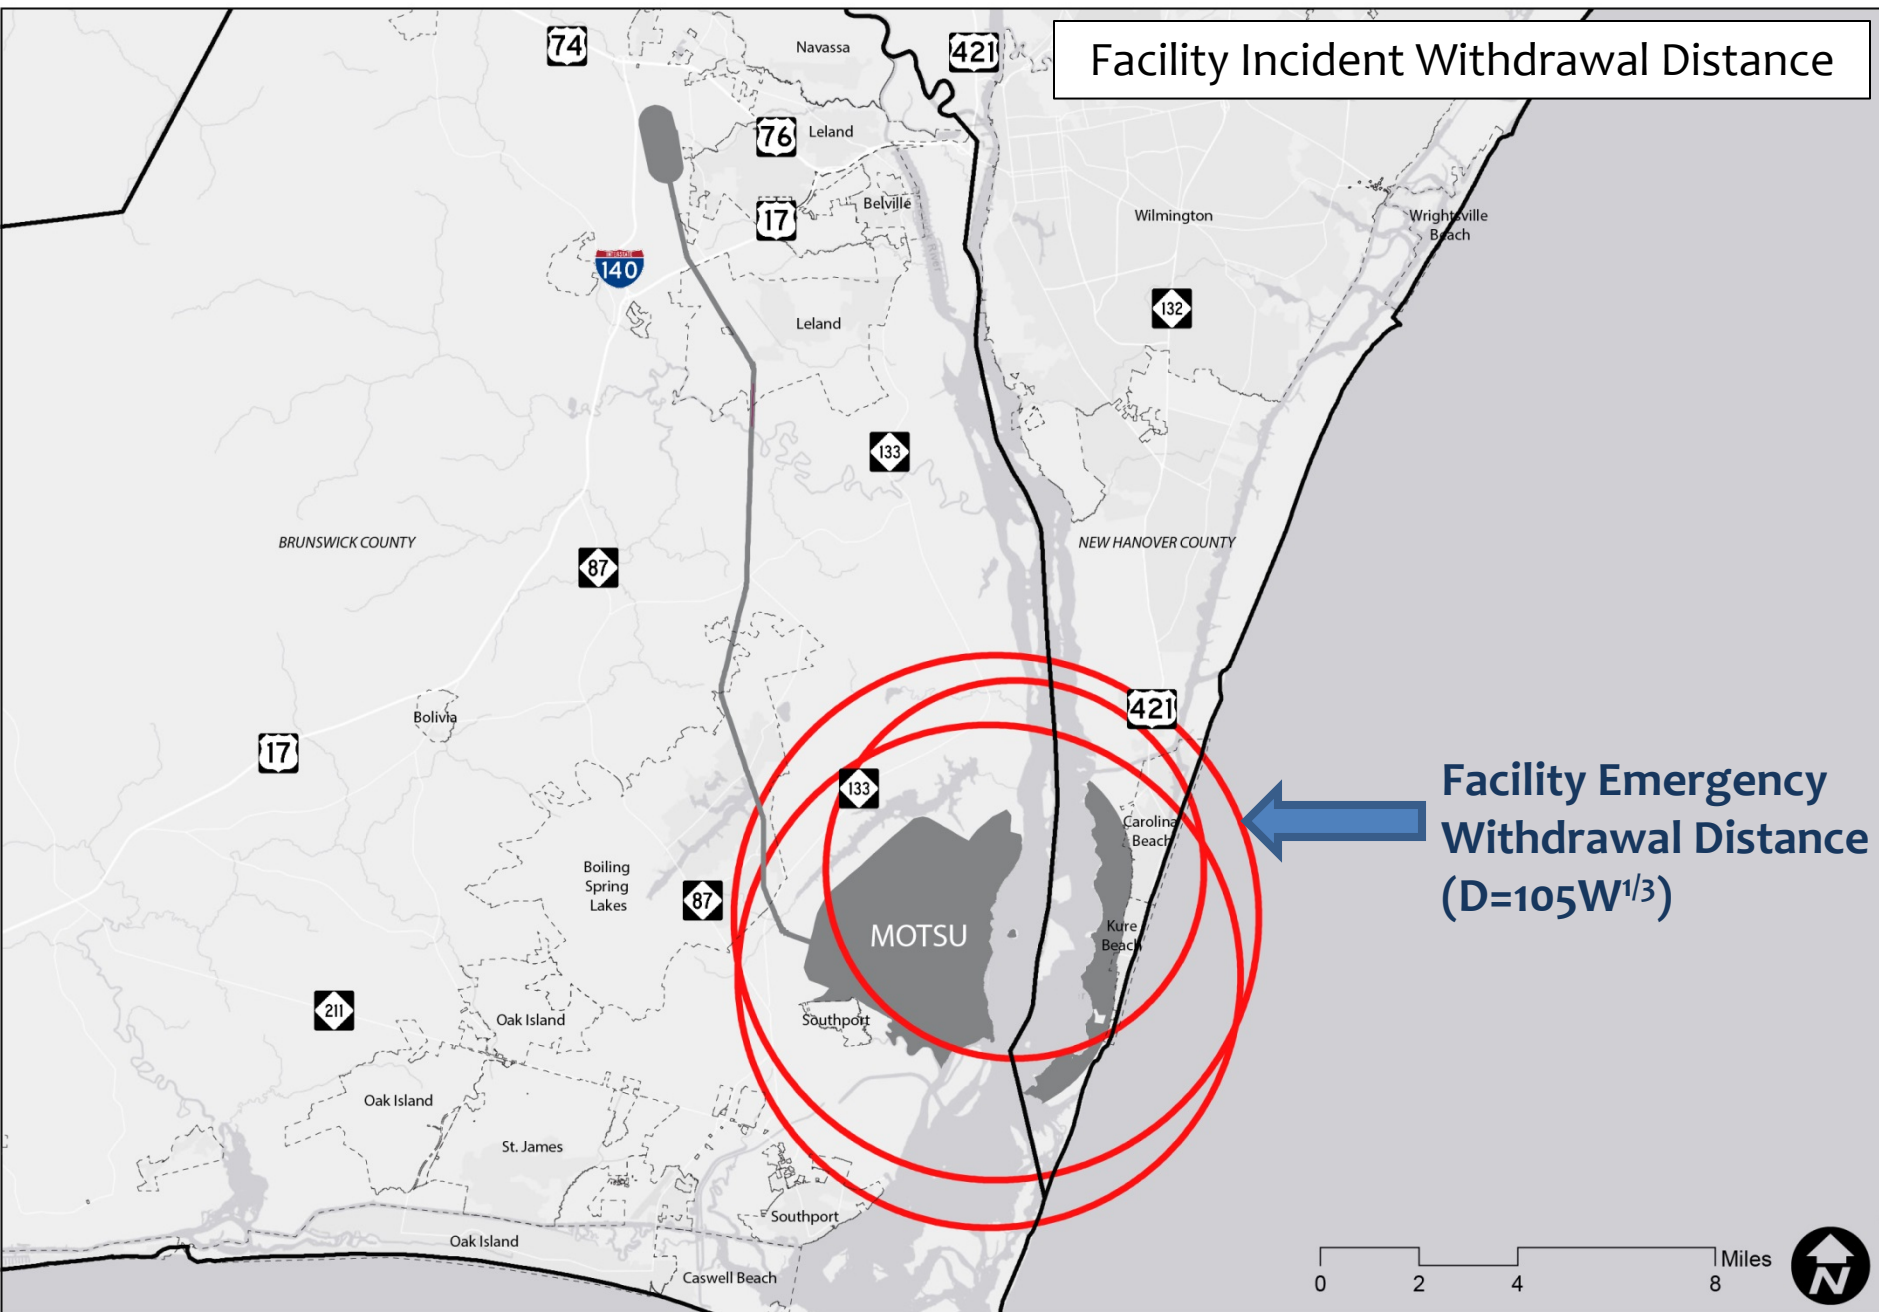 Facility Incident Withdrawal Distance
74
Navassa
421
76
Leland
17
Belville
River
Wilmington
Wrightsville
Beach
INTERSTATE
140
132
Leland
133
BRUNSWICK COUNTY
NEW HANOVER COUNTY
87
Bolivia
17
421
133
Facility Emergency
Withdrawal Distance
(D=105W1/3)
Carolina
Beach
Boiling
Spring
Lakes
87
MOTSU
Kure
Beach
211
Oak Island
Southport
Oak Island
St. James
Southport
Oak Island
Caswell Beach
Miles
0 2 4 8
N